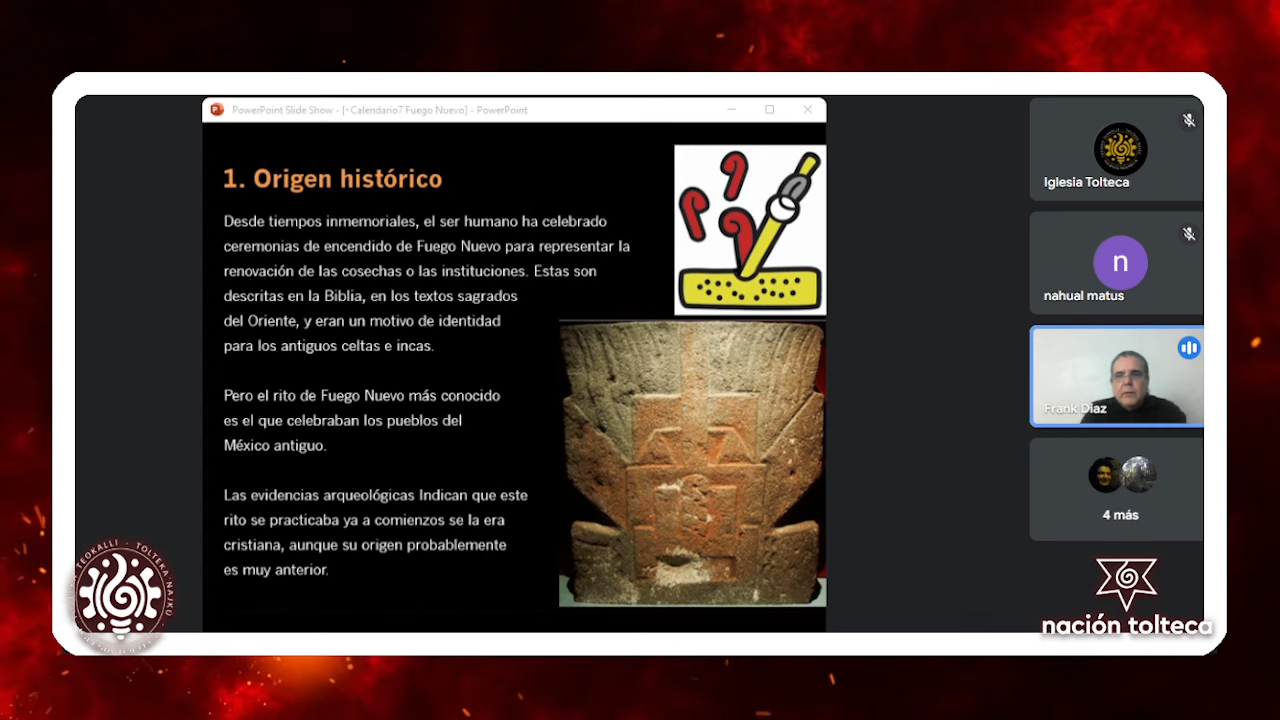 PowerPoint Slide Show - [- Calendario7 Fuego Nuevo] - PowerPoint
1. Origen histórico
Desde tiempos inmemoriales, el ser humano ha celebrado
ceremonias de encendido de Fuego Nuevo para representar la
renovación de las cosechas o las instituciones. Estas son
descritas en la Biblia, en los textos sagrados
del Oriente, y eran un motivo de identidad
para los antiguos celtas e incas.
Pero el rito de Fuego Nuevo más conocido
es el que celebraban los pueblos del
México antiguo.
Las evidencias arqueológicas Indican que este
rito se practicaba ya a comienzos se la era
cristiana, aunque su origen probablemente
es muy anterior.
Iglesia Tolteca
n
nahual matus
Frank Diaz
4 más
TEOKALLI · TOLTEKA NAJKU
nación tolteca